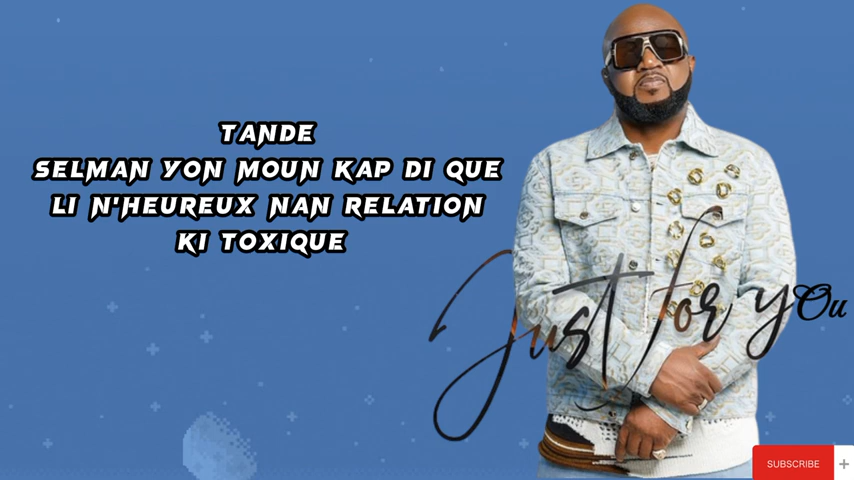 TANDE
SELMAN YON MOUN KAP DI QUE
LI N'HEUREUX NAN RELATION
KI TOXIQUE
Just for yOu
SUBSCRIBE